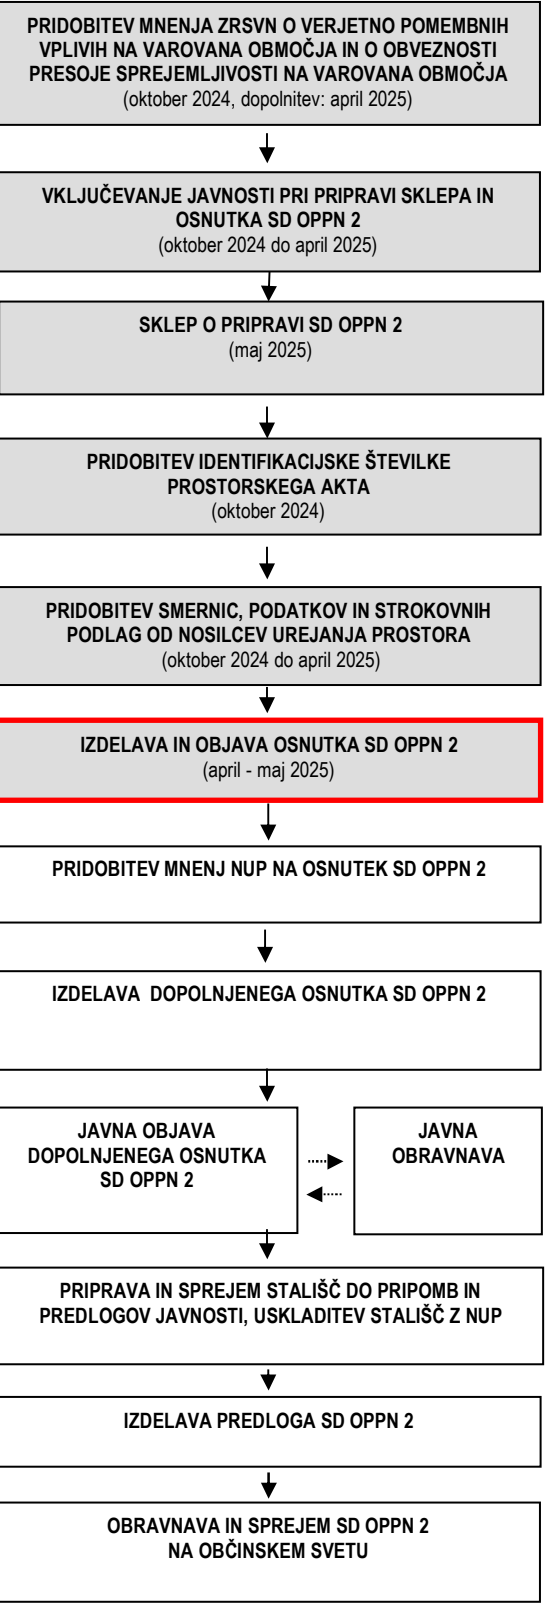 PRIDOBITEV MNENJA ZRSVN O VERJETNO POMEMBNIH
VPLIVIH NA VAROVANA OBMOČJA IN O OBVEZNOSTI
PRESOJE SPREJEMLJIVOSTI NA VAROVANA OBMOČJA
(oktober 2024, dopolnitev: april 2025)
VKLJUČEVANJE JAVNOSTI PRI PRIPRAVI SKLEPA IN
OSNUTKA SD OPPN 2
(oktober 2024 do april 2025)
SKLEP O PRIPRAVI SD OPPN 2
(maj 2025)
PRIDOBITEV IDENTIFIKACIJSKE ŠTEVILKE
PROSTORSKEGA AKTA
(oktober 2024)
PRIDOBITEV SMERNIC, PODATKOV IN STROKOVNIH
PODLAG OD NOSILCEV UREJANJA PROSTORA
(oktober 2024 do april 2025)
IZDELAVA IN OBJAVA OSNUTKA SD OPPN 2
(april - maj 2025)
PRIDOBITEV MNENJ NUP NA OSNUTEK SD OPPN 2
IZDELAVA DOPOLNJENEGA OSNUTKA SD OPPN 2
JAVNA OBJAVA
DOPOLNJENEGA OSNUTKA
SD OPPN 2
JAVNA
OBRAVNAVA
PRIPRAVA IN SPREJEM STALIŠČ DO PRIPOMB IN
PREDLOGOV JAVNOSTI, USKLADITEV STALIŠČ Z NUP
IZDELAVA PREDLOGA SD OPPN 2
OBRAVNAVA IN SPREJEM SD OPPN 2
NA OBČINSKEM SVETU